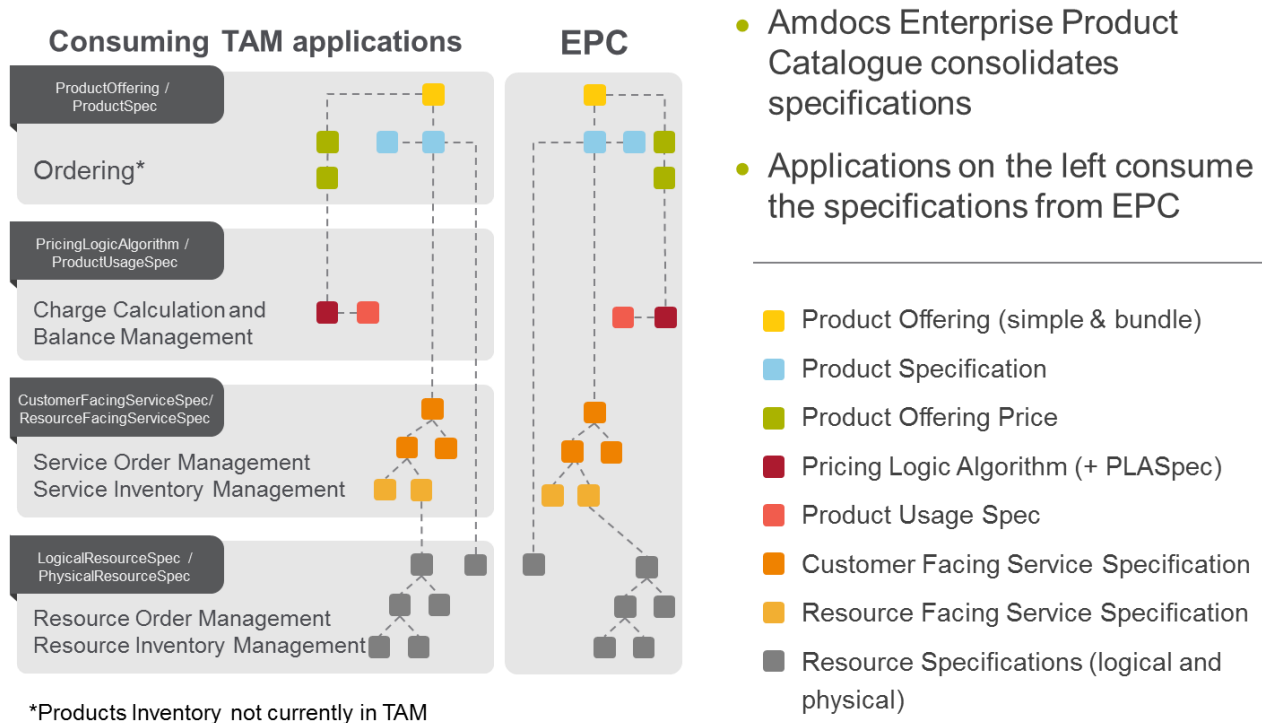 Consuming TAM applications
EPC
ProductOffering /
ProductSpec
Ordering*
PricingLogicAlgorithm /
ProductUsageSpec
Charge Calculation and
Balance Management
CustomerFacingServiceSpec/
ResourceFacingServiceSpec
Service Order Management
Service Inventory Management
LogicalResourceSpec /
PhysicalResourceSpec
Resource Order Management
Resource Inventory Management
*Products Inventory not currently in TAM
Amdocs Enterprise Product
Catalogue consolidates
specifications
Applications on the left consume
the specifications from EPC
Product Offering (simple & bundle)
Product Specification
Product Offering Price
Pricing Logic Algorithm (+ PLASpec)
Product Usage Spec
Customer Facing Service Specification
Resource Facing Service Specification
Resource Specifications (logical and
physical)